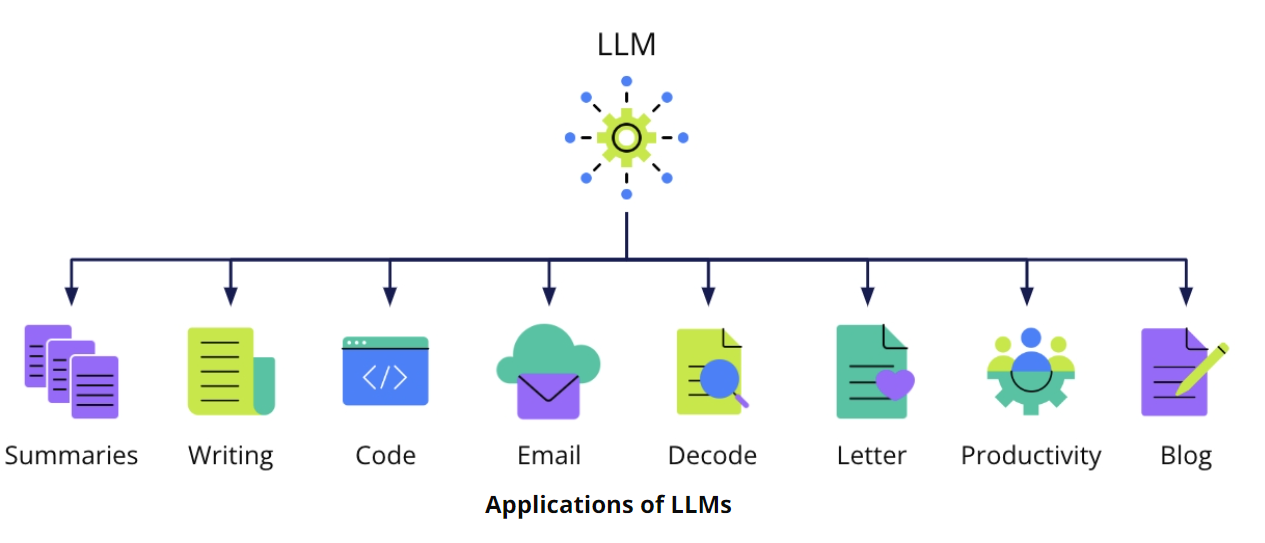 LLM
Summaries
Writing
Code
Email
Decode
Letter
Productivity
Blog
Applications of LLMs